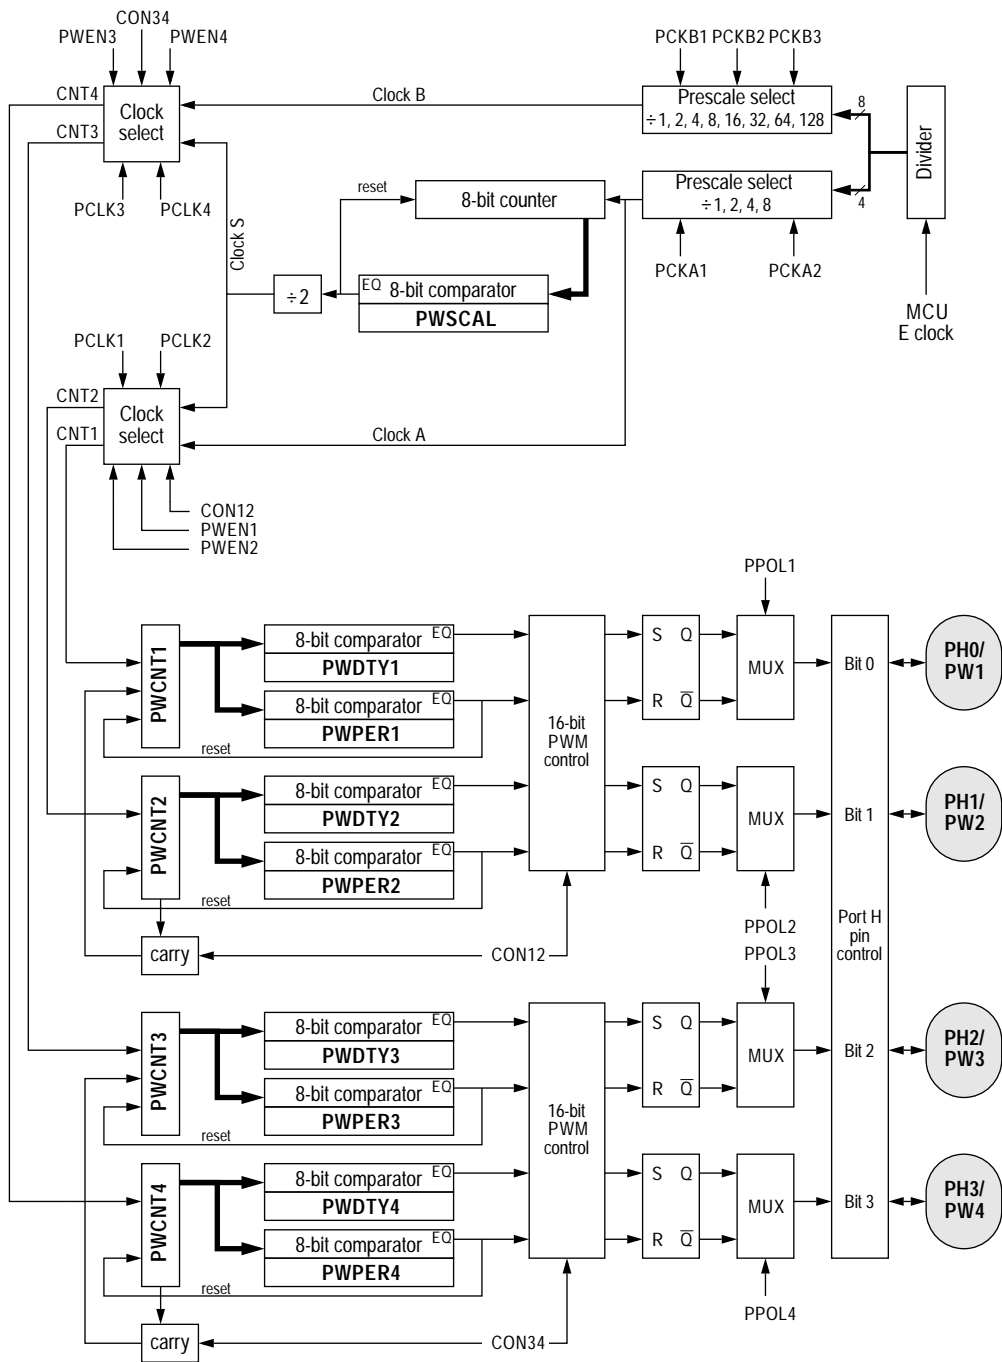 CON34
PWEN3
PWEN4
PCKB1
PCKB2
PCKB3
CNT4
CNT3
Clock
select
Clock B
Prescale select
÷ 1, 2, 4, 8, 16, 32, 64, 128
8
Divider
PCLK3
PCLK4
reset
8-bit counter
Prescale select
÷ 1, 2, 4, 8
4
Clock S
PCKA1
PCKA2
÷2
EQ
8-bit comparator
PWSCAL
MCU
E clock
PCLK1
PCLK2
CNT2
CNT1
Clock
select
Clock A
CON12
PWEN1
PWEN2
PPOL1
PWCNT1
8-bit comparator
EQ
PWDTY1
8-bit comparator
EQ
PWPER1
reset
16-bit
PWM
control
S Q
R Q̅
MUX
Bit 0
PH0/
PW1
PWCNT2
8-bit comparator
EQ
PWDTY2
8-bit comparator
EQ
PWPER2
reset
S Q
R Q̅
MUX
Bit 1
PH1/
PW2
carry
CON12
PPOL2
PPOL3
Port H
pin
control
PWCNT3
8-bit comparator
EQ
PWDTY3
8-bit comparator
EQ
PWPER3
reset
16-bit
PWM
control
S Q
R Q̅
MUX
Bit 2
PH2/
PW3
PWCNT4
8-bit comparator
EQ
PWDTY4
8-bit comparator
EQ
PWPER4
reset
S Q
R Q̅
MUX
Bit 3
PH3/
PW4
carry
CON34
PPOL4